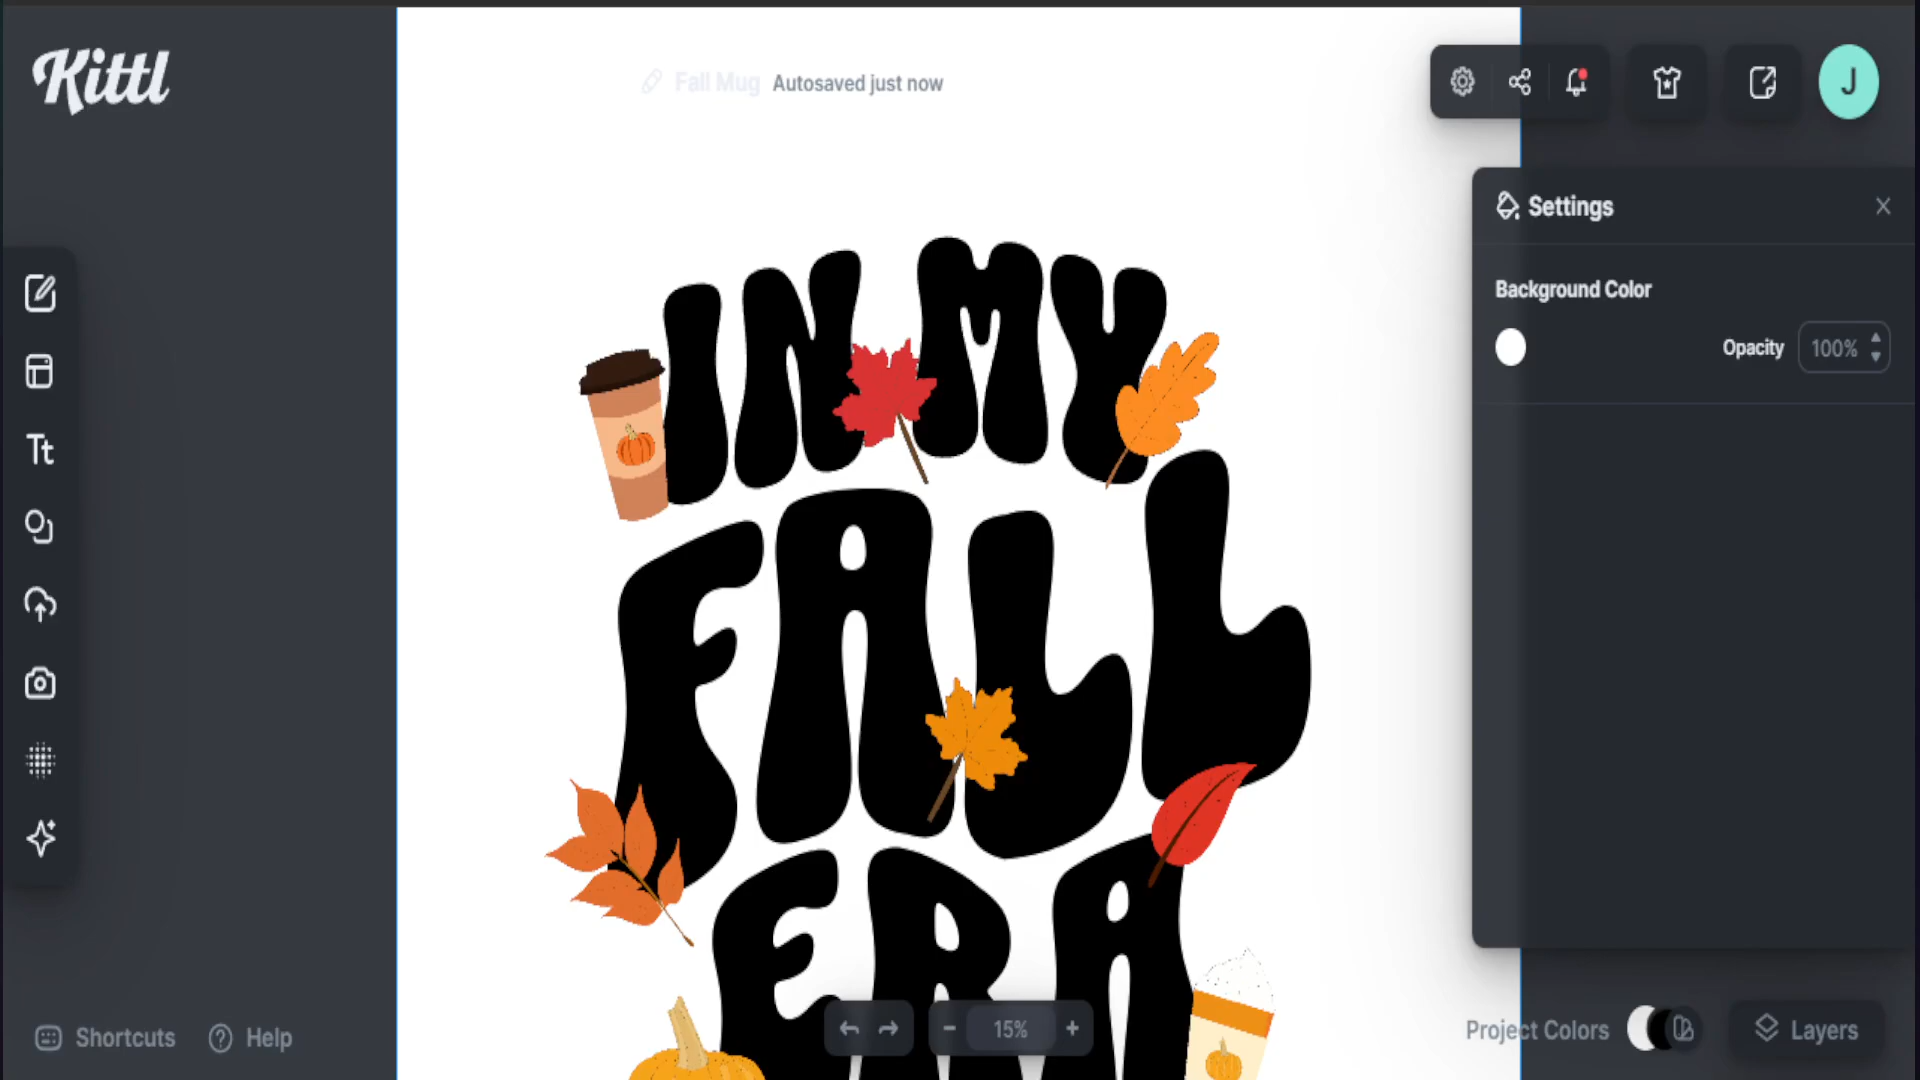 Kittl
Fall Mug Autosaved just now
J
Settings
Background Color
Opacity 100%
Tt
IN MY
FALL
ERA
Shortcuts Help
15%
Project Colors
Layers